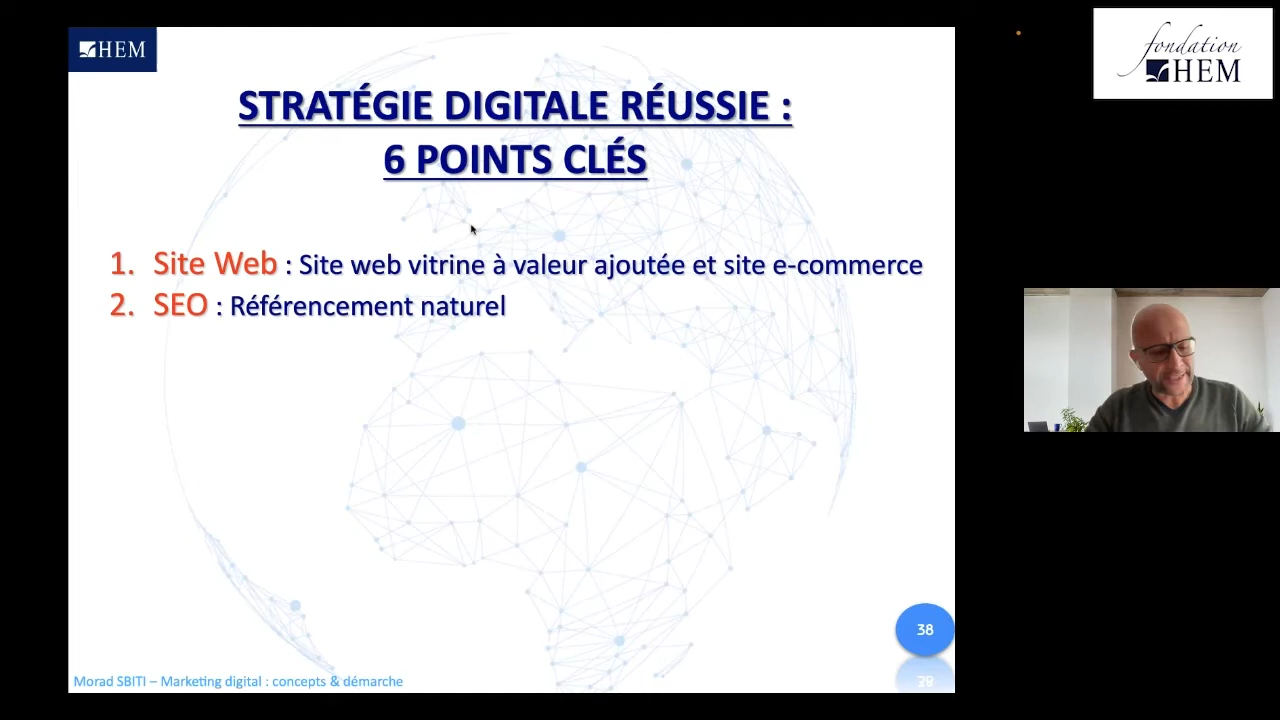 HEM
STRATÉGIE DIGITALE RÉUSSIE :
6 POINTS CLÉS
1. Site Web : Site web vitrine à valeur ajoutée et site e-commerce
2. SEO : Référencement naturel
38
Morad SBITI – Marketing digital : concepts & démarche
fondation
HEM